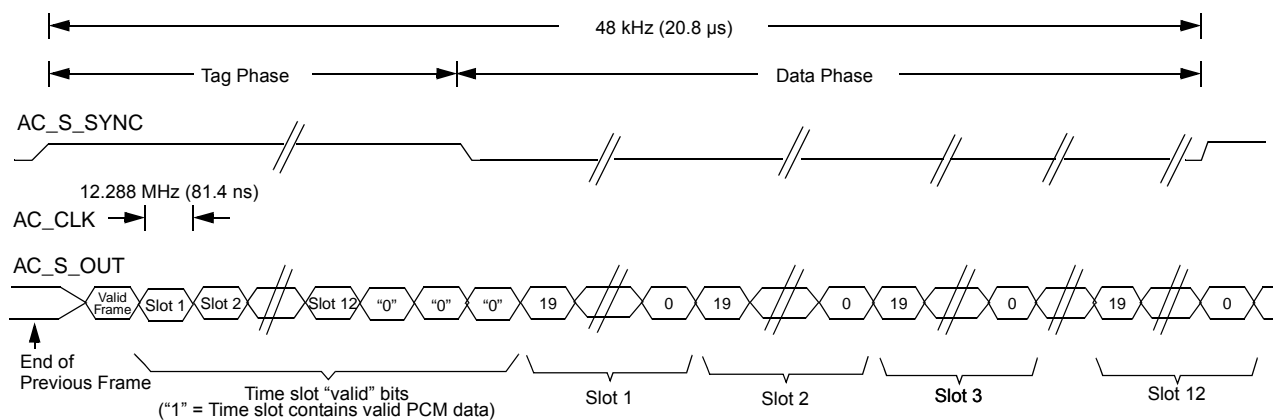 48 kHz (20.8 µs)
Tag Phase
Data Phase
AC_S_SYNC
12.288 MHz (81.4 ns)
AC_CLK
AC_S_OUT
Valid
Frame
Slot 1
Slot 2
Slot 12
“0”
“0”
“0”
19
0
19
0
19
0
19
0
End of
Previous Frame
Time slot “valid” bits
(“1” = Time slot contains valid PCM data)
Slot 1
Slot 2
Slot 3
Slot 12